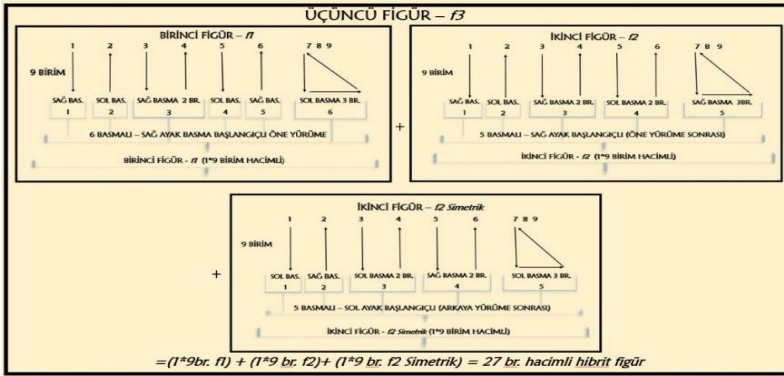 ÜÇÜNCÜ FİGÜR – f3
BİRİNCİ FİGÜR – f1
1 2 3 4 5 6 7 8 9
9 BİRİM
SAĞ BAS. SOL BAS. SAĞ BASMA 2 BR. SOL BAS. SAĞ BAS. SOL BASMA 3 BR.
1 2 3 4 5 6
6 BASMALI – SAĞ AYAK BASMA BAŞLANGIÇLI ÖNE YÜRÜME
BİRİNCİ FİGÜR - f1 (1*9 BİRİM HACİMLİ)
+
İKİNCİ FİGÜR – f2
1 2 3 4 5 6 7 8 9
9 BİRİM
SAĞ BAS. SOL BAS. SAĞ BASMA 2 BR. SOL BASMA 2 BR. SAĞ BASMA 3BR.
1 2 3 4 5
5 BASMALI – SAĞ AYAK BAŞLANGIÇLI (ÖNE YÜRÜME SONRASI)
İKİNCİ FİGÜR - f2 (1*9 BİRİM HACİMLİ)
+
İKİNCİ FİGÜR – f2 Simetrik
1 2 3 4 5 6 7 8 9
9 BİRİM
SOL BAS. SAĞ BAS. SOL BASMA 2 BR. SAĞ BASMA 2 BR. SOL BASMA 3 BR.
1 2 3 4 5
5 BASMALI – SOL AYAK BAŞLANGIÇLI (ARKAYA YÜRÜME SONRASI)
İKİNCİ FİGÜR - f2 Simetrik (1*9 BİRİM HACİMLİ)
=(1*9br. f1) + (1*9 br. f2)+ (1*9 br. f2 Simetrik) = 27 br. hacimli hibrit figür